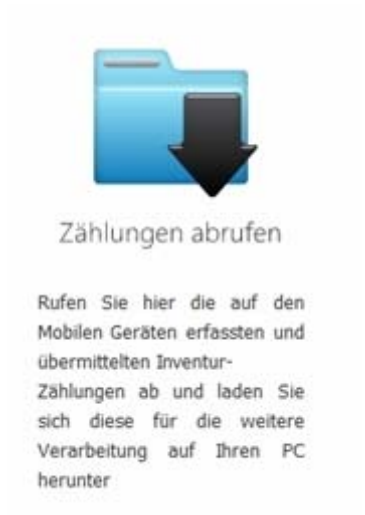 Zählungen abrufen
Rufen Sie hier die auf den
Mobilen Geräten erfassten und
übermittelten Inventur-
Zählungen ab und laden Sie
sich diese für die weitere
Verarbeitung auf Ihren PC
herunter